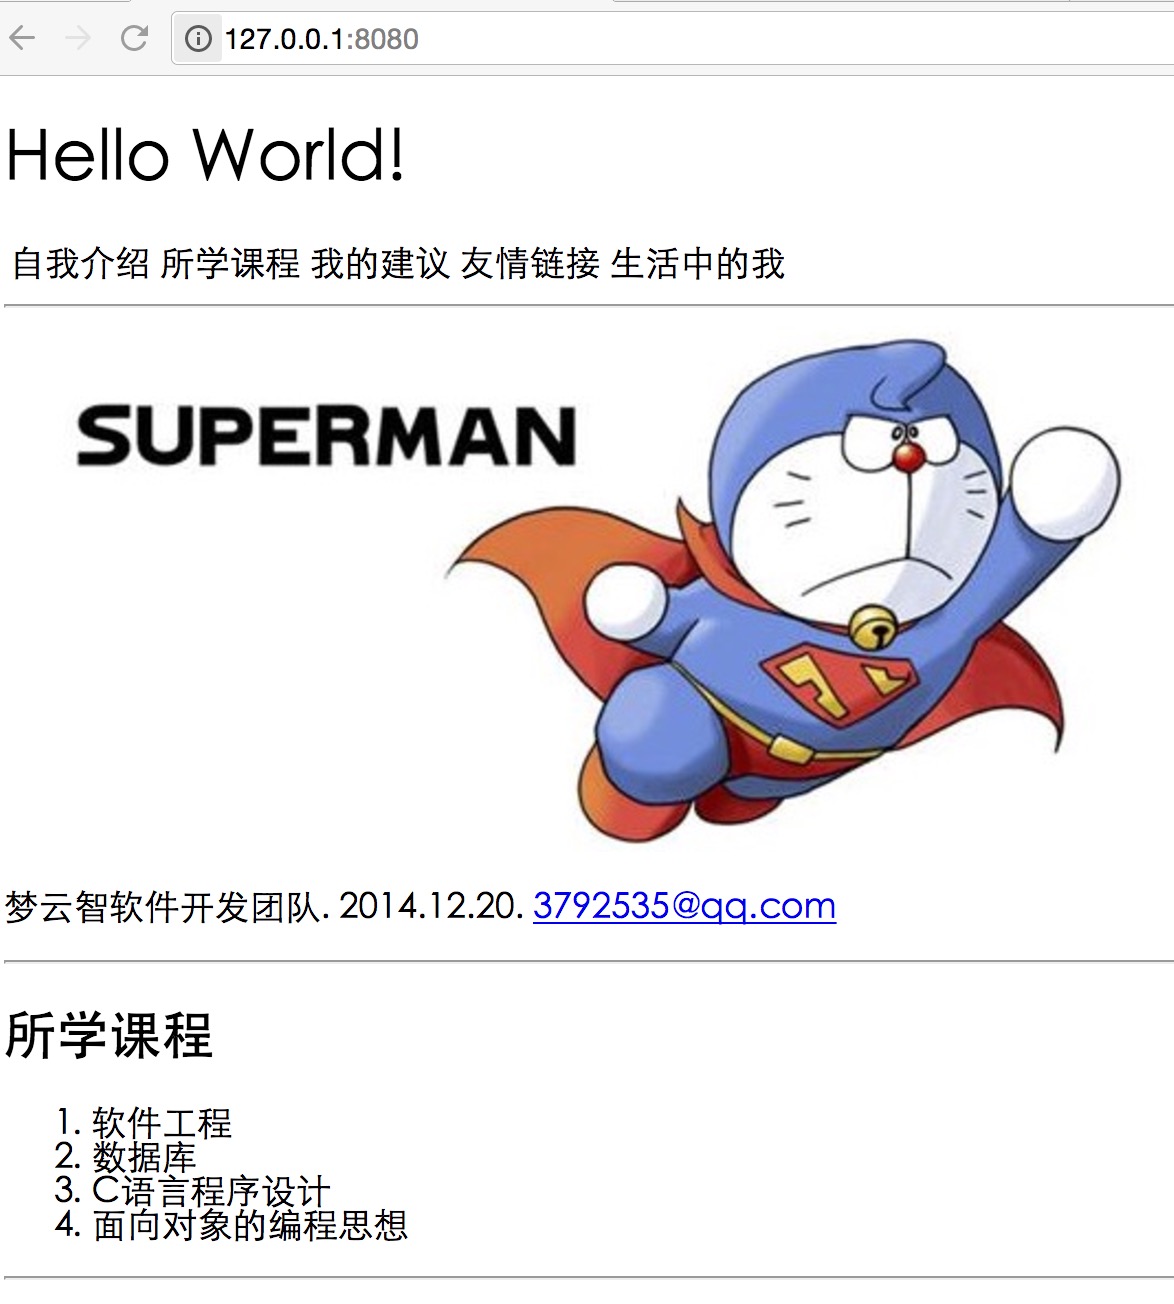 127.0.0.1:8080
Hello World!
自我介绍 所学课程 我的建议 友情链接 生活中的我
SUPERMAN
梦云智软件开发团队. 2014.12.20. 3792535@qq.com
所学课程
1. 软件工程
2. 数据库
3. C语言程序设计
4. 面向对象的编程思想